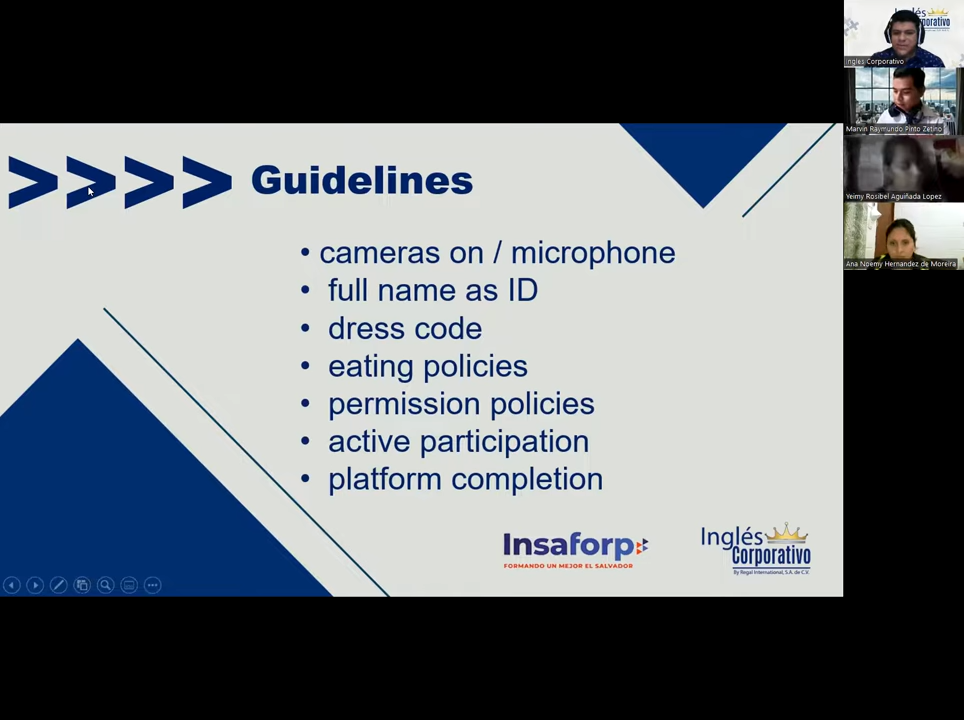 >>>> Guidelines
• cameras on / microphone
• full name as ID
• dress code
• eating policies
• permission policies
• active participation
• platform completion
Insaforp
FORMANDO UN MEJOR EL SALVADOR
Inglés
Corporativo
By Regal International, S.A. de C.V.
Inglés
Corporativo
Marvin Raymundo Pinto Zetino
Yeimy Rosibel Aguiñada Lopez
Ana Noemy Hernandez de Moreira